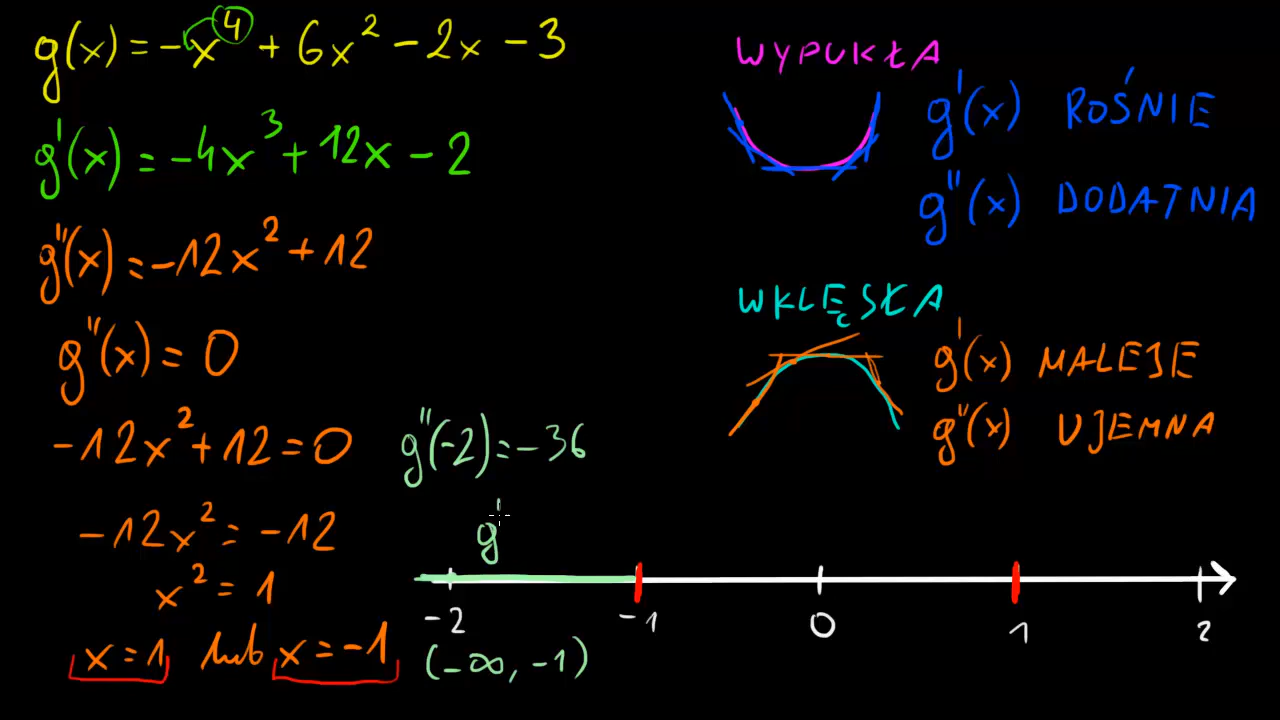 g(x) = -x⁴ + 6x² - 2x - 3
g'(x) = -4x³ + 12x - 2
g''(x) = -12x² + 12
g''(x) = 0
-12x² + 12 = 0
-12x² = -12
x² = 1
x = 1 lub x = -1
g''(-2) = -36
g'
-2 -1 0 1 2
(-∞, -1)
WYPUKŁA
g'(x) ROŚNIE
g''(x) DODATNIA
WKLĘSŁA
g'(x) MALEJE
g''(x) UJEMNA